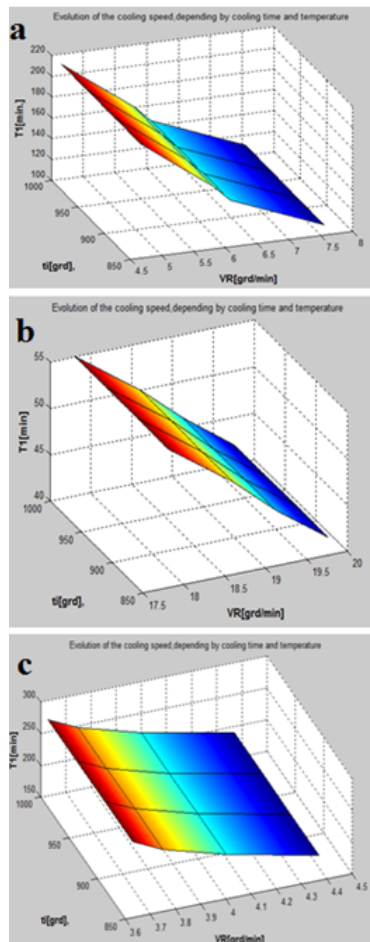 a
Evolution of the cooling speed,depending by cooling time and temperature
220
200
180
160
140
120
100
T1[min.]
1000
950
900
850
ti[grd],
4.5 5 5.5 6 6.5 7 7.5 8
VR[grd/min]
b
Evolution of the cooling speed,depending by cooling time and temperature
55
50
45
40
T1[min]
1000
950
900
850
ti[grd],
17.5 18 18.5 19 19.5 20
VR[grd/min]
c
Evolution of the cooling speed,depending by cooling time and temperature
300
250
200
150
T1[min]
1000
950
900
850
ti[grd],
3.6 3.7 3.8 3.9 4 4.1 4.2 4.3 4.4 4.5
VR[grd/min]